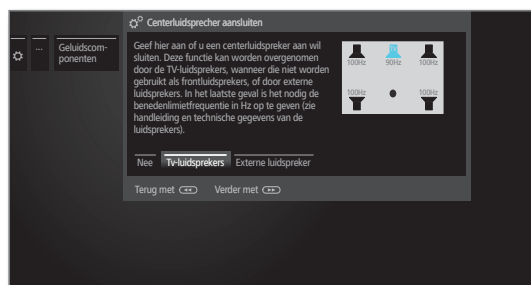 Centerluidsprecher aansluiten
...
Geluidscom-
ponenten
Geef hier aan of u een centerluidspreker aan wil
sluiten. Deze functie kan worden overgenomen
door de TV-luidsprekers, wanneer die niet worden
gebruikt als frontluidsprekers, of door externe
luidsprekers. In het laatste geval is het nodig de
benedenlimietfrequentie in Hz op te geven (zie
handleiding en technische gegevens van de
luidsprekers).
100Hz 90Hz 100Hz
100Hz 100Hz
Nee Tv-luidsprekers Externe luidspreker
Terug met Verder met